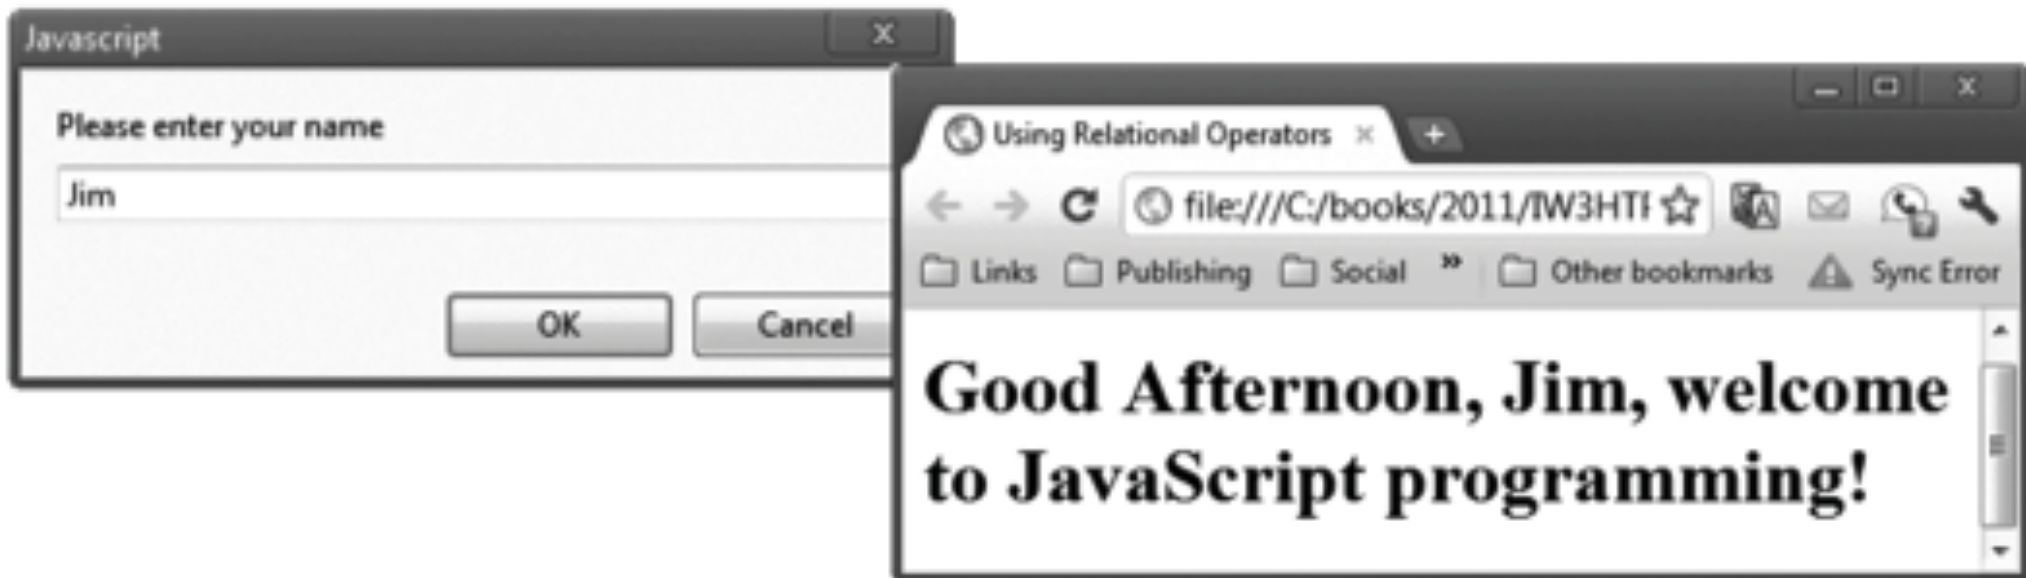 Javascript
Please enter your name
Jim
OK Cancel
Using Relational Operators
file:///C:/books/2011/IW3HTP
Links Publishing Social » Other bookmarks Sync Error
Good Afternoon, Jim, welcome
to JavaScript programming!